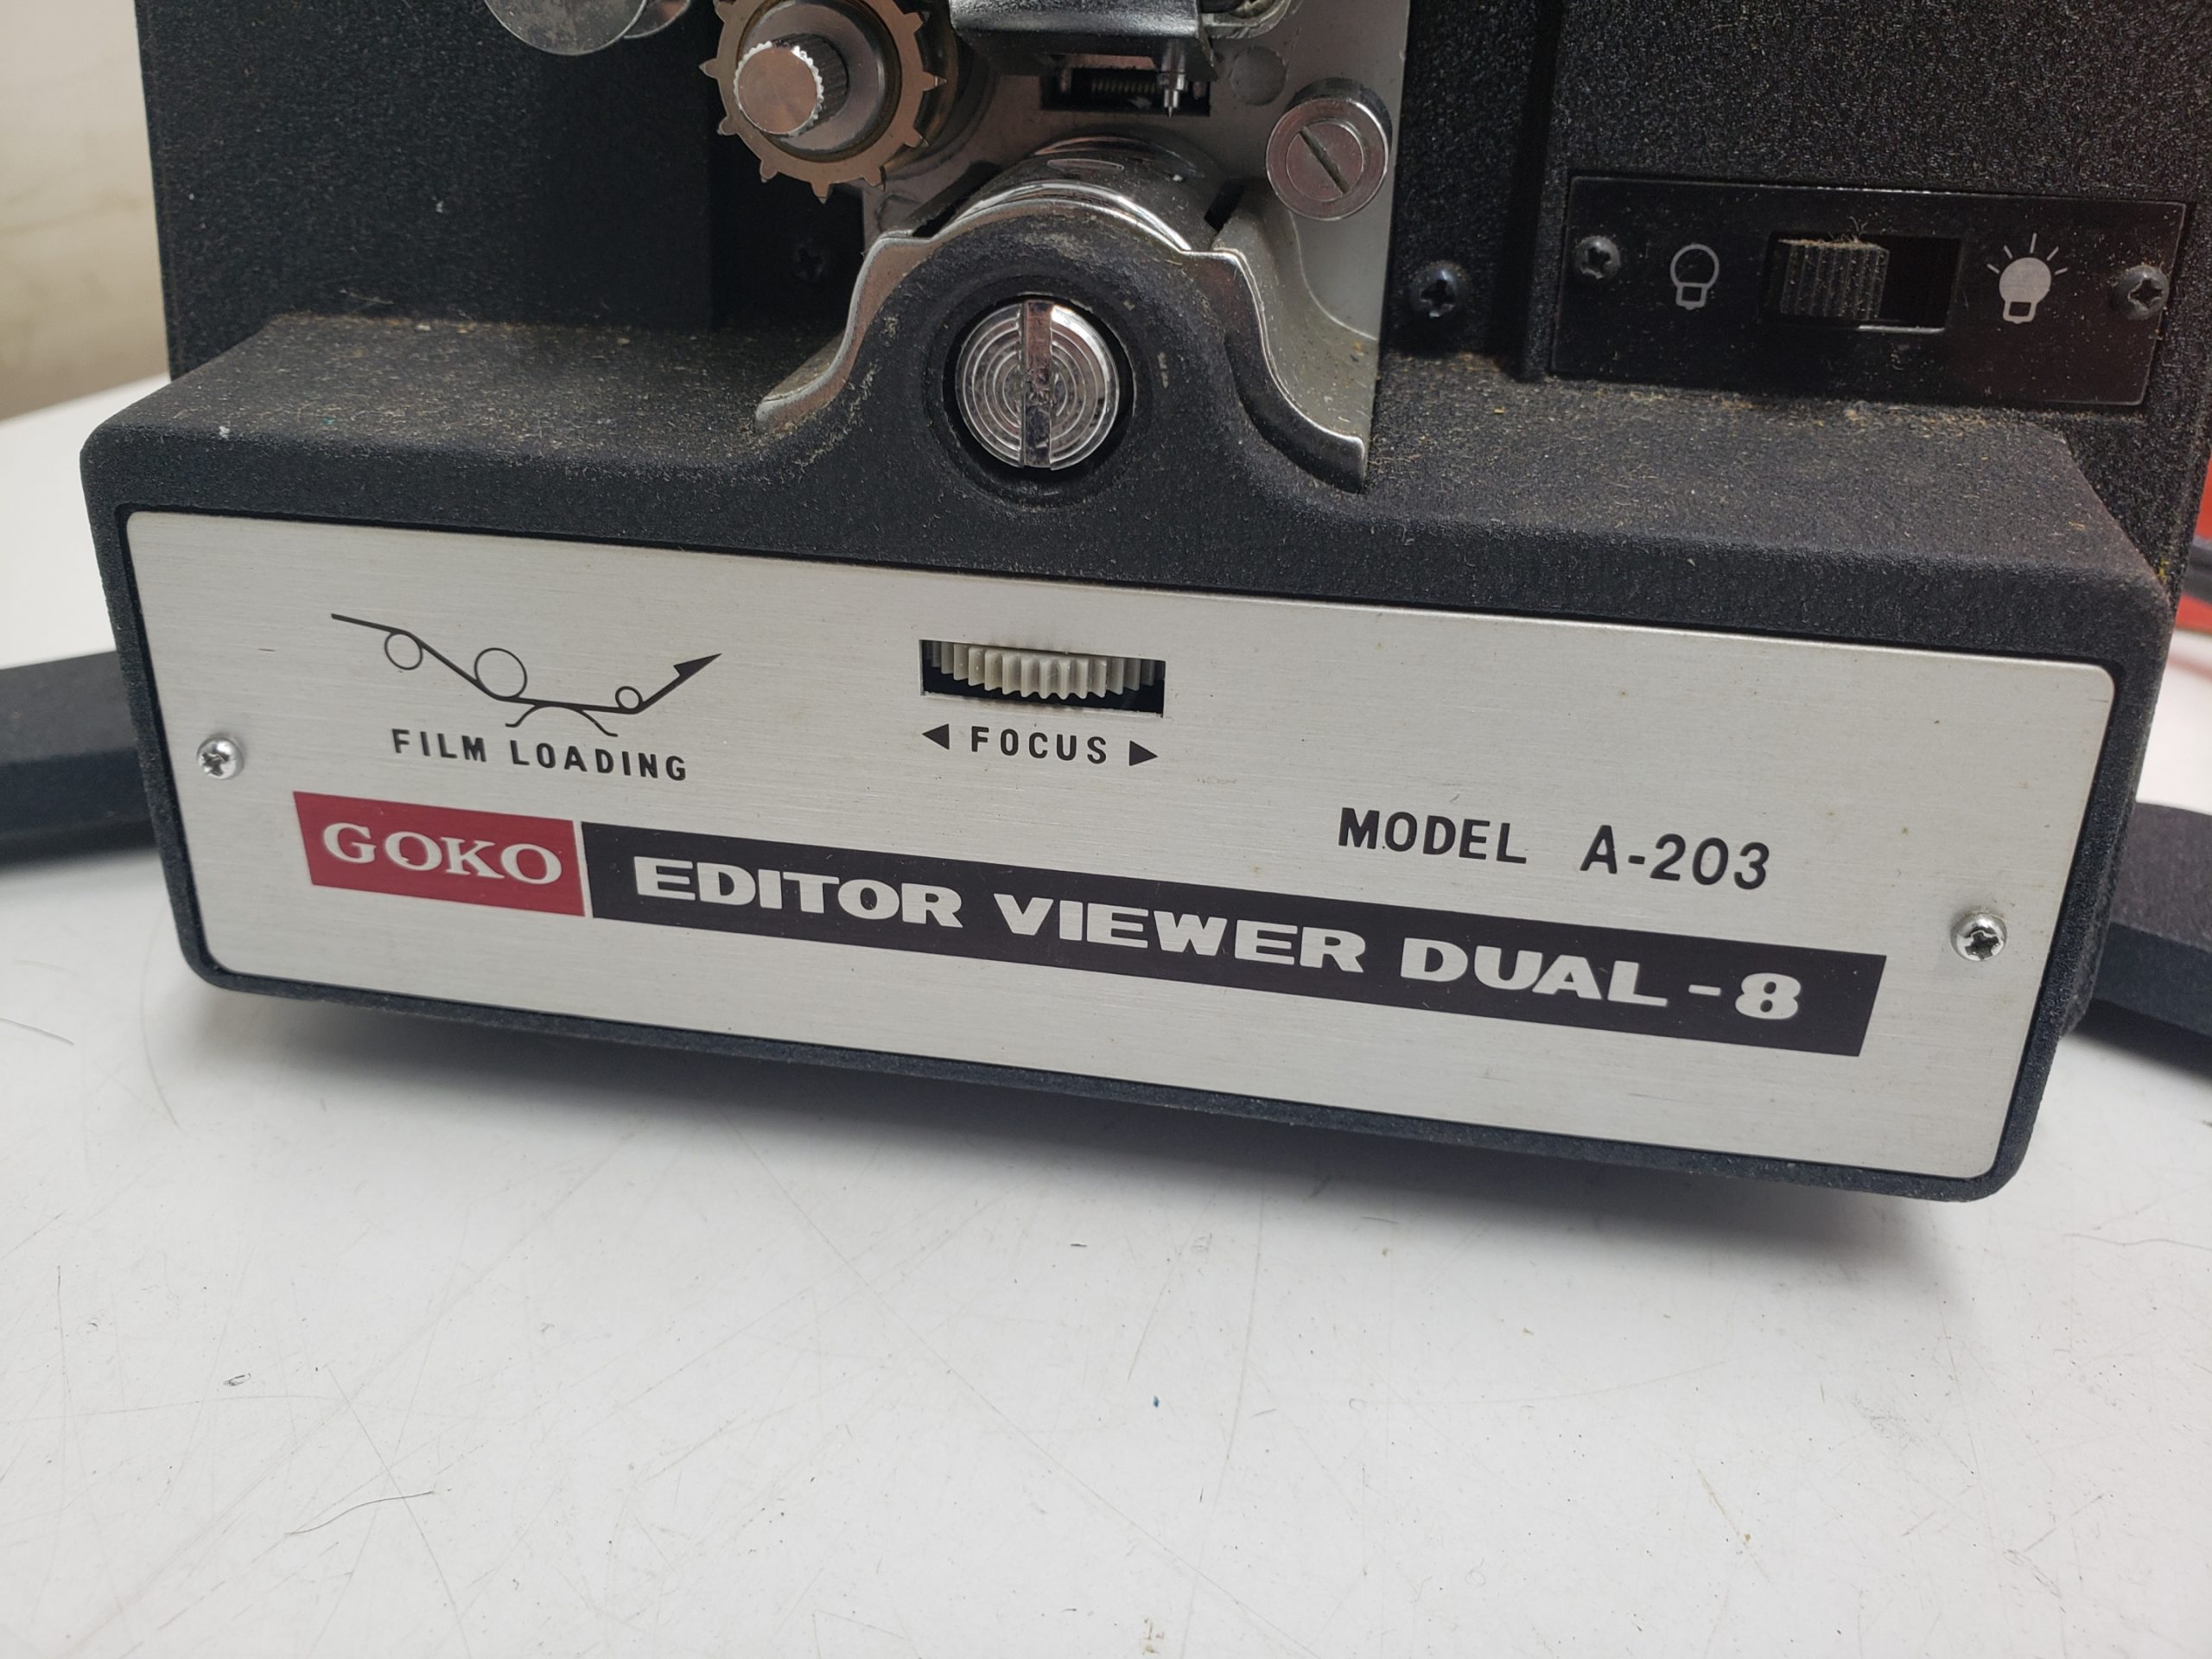 FILM LOADING
◀ FOCUS ▶
MODEL A-203
GOKO EDITOR VIEWER DUAL-8